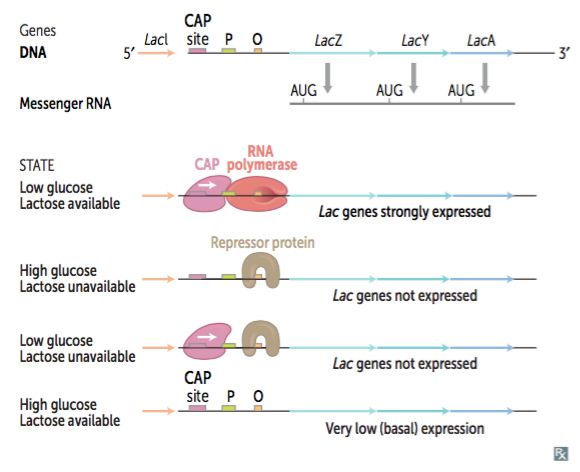 Genes
DNA
5′
LacI
CAP
site P O
LacZ LacY LacA
3′
Messenger RNA
AUG AUG AUG
STATE
Low glucose
Lactose available
CAP RNA
polymerase
Lac genes strongly expressed
Repressor protein
High glucose
Lactose unavailable
Lac genes not expressed
Low glucose
Lactose unavailable
Lac genes not expressed
CAP
site P O
High glucose
Lactose available
Very low (basal) expression
Rx